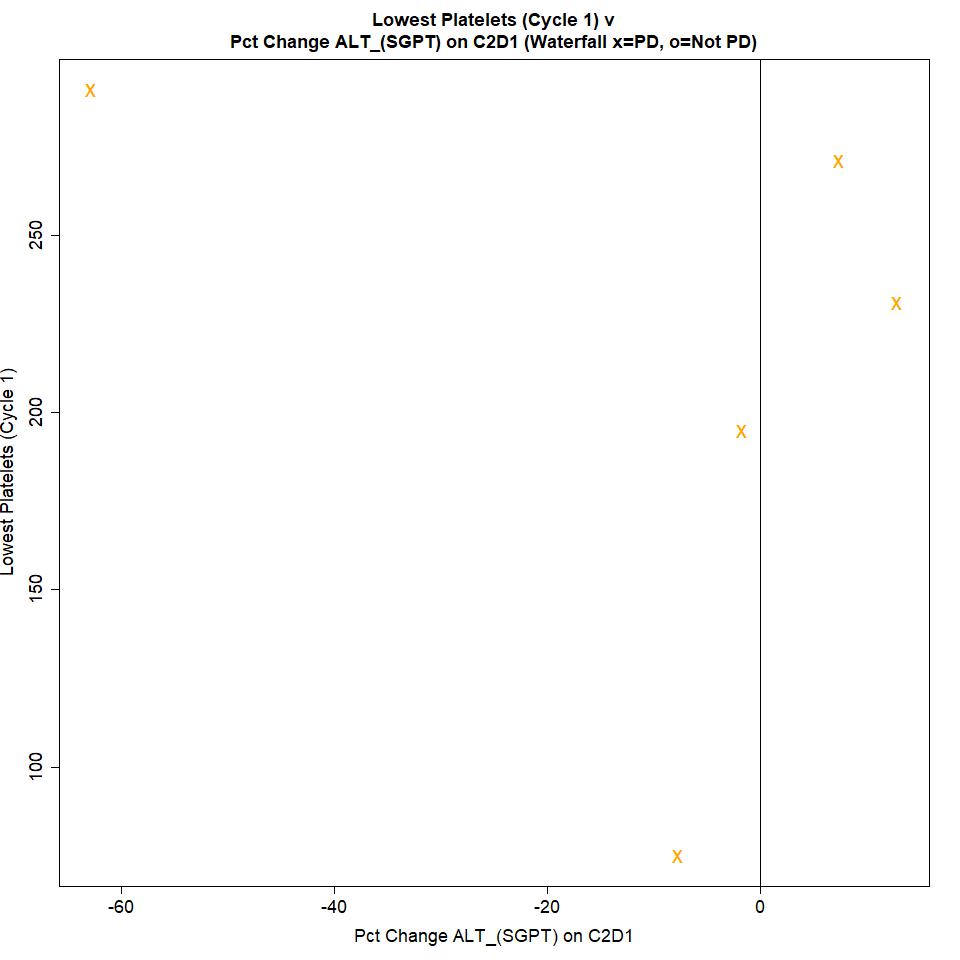 Lowest Platelets (Cycle 1) v
Pct Change ALT_(SGPT) on C2D1 (Waterfall x=PD, o=Not PD)
X
X
X
X
X
250
200
150
100
Lowest Platelets (Cycle 1)
-60
-40
-20
0
Pct Change ALT_(SGPT) on C2D1